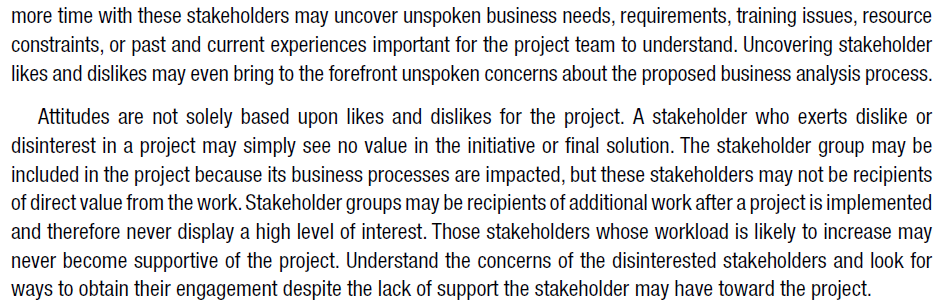 more time with these stakeholders may uncover unspoken business needs, requirements, training issues, resource
constraints, or past and current experiences important for the project team to understand. Uncovering stakeholder
likes and dislikes may even bring to the forefront unspoken concerns about the proposed business analysis process.
Attitudes are not solely based upon likes and dislikes for the project. A stakeholder who exerts dislike or
disinterest in a project may simply see no value in the initiative or final solution. The stakeholder group may be
included in the project because its business processes are impacted, but these stakeholders may not be recipients
of direct value from the work. Stakeholder groups may be recipients of additional work after a project is implemented
and therefore never display a high level of interest. Those stakeholders whose workload is likely to increase may
never become supportive of the project. Understand the concerns of the disinterested stakeholders and look for
ways to obtain their engagement despite the lack of support the stakeholder may have toward the project.